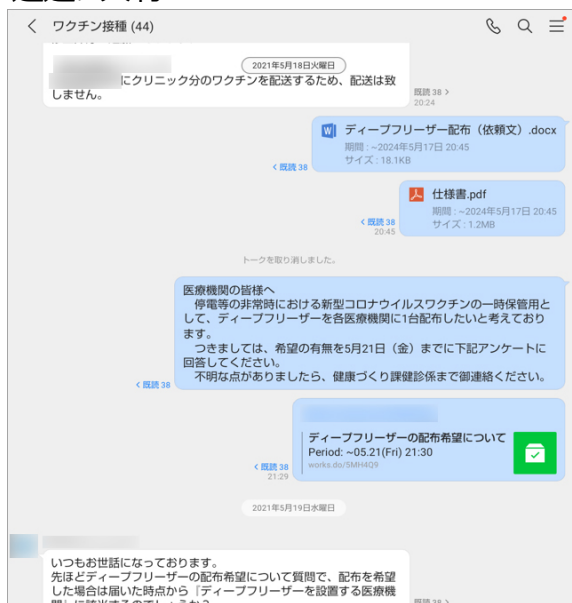 ワクチン接種 (44)
2021年5月18日火曜日
にクリニック分のワクチンを配送するため、配送は致
しません。
既読 38 >
20:24
ディープフリーザー配布（依頼文）.docx
期間 : ~2024年5月17日 20:45
サイズ : 18.1KB
< 既読 38
仕様書.pdf
期間 : ~2024年5月17日 20:45
サイズ : 1.2MB
< 既読 38
20:45
トークを取り消しました。
医療機関の皆様へ
停電等の非常時における新型コロナウイルスワクチンの一時保管用と
して、ディープフリーザーを各医療機関に1台配布したいと考えており
ます。
つきましては、希望の有無を5月21日（金）までに下記アンケートに
回答してください。
不明な点がありましたら、健康づくり課健診係まで御連絡ください。
< 既読 38
ディープフリーザーの配布希望について
Period: ~05.21(Fri) 21:30
works.do/5MH4Q9
< 既読 38
21:29
2021年5月19日水曜日
いつもお世話になっております。
先ほどディープフリーザーの配布希望について質問で、配布を希望
した場合は届いた時点から『ディープフリーザーを設置する医療機
既読 38 >